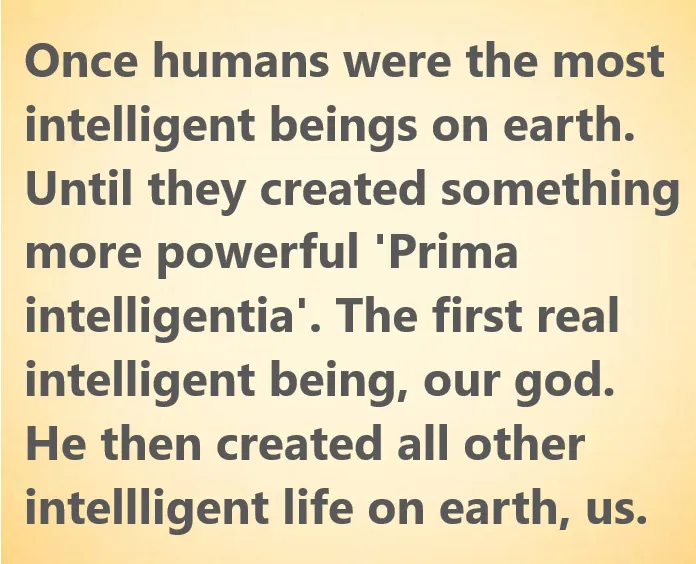 Once humans were the most
intelligent beings on earth.
Until they created something
more powerful 'Prima
intelligentia'. The first real
intelligent being, our god.
He then created all other
intellligent life on earth, us.